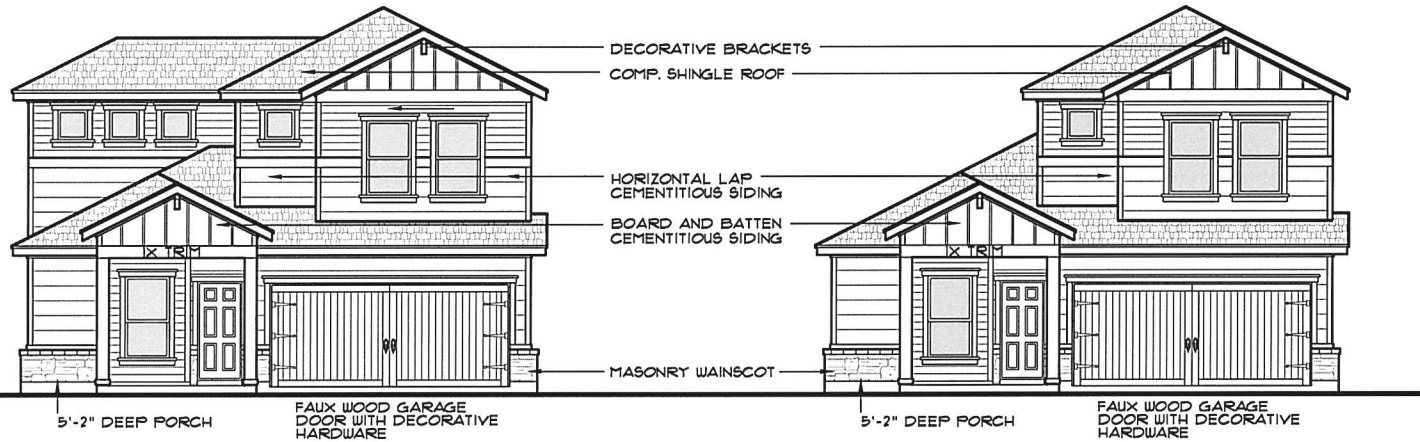 DECORATIVE BRACKETS
COMP. SHINGLE ROOF
HORIZONTAL LAP
CEMENTITIOUS SIDING
BOARD AND BATTEN
CEMENTITIOUS SIDING
1X TRIM
1X TRIM
MASONRY WAINSCOT
5'-2" DEEP PORCH
FAUX WOOD GARAGE
DOOR WITH DECORATIVE
HARDWARE
5'-2" DEEP PORCH
FAUX WOOD GARAGE
DOOR WITH DECORATIVE
HARDWARE